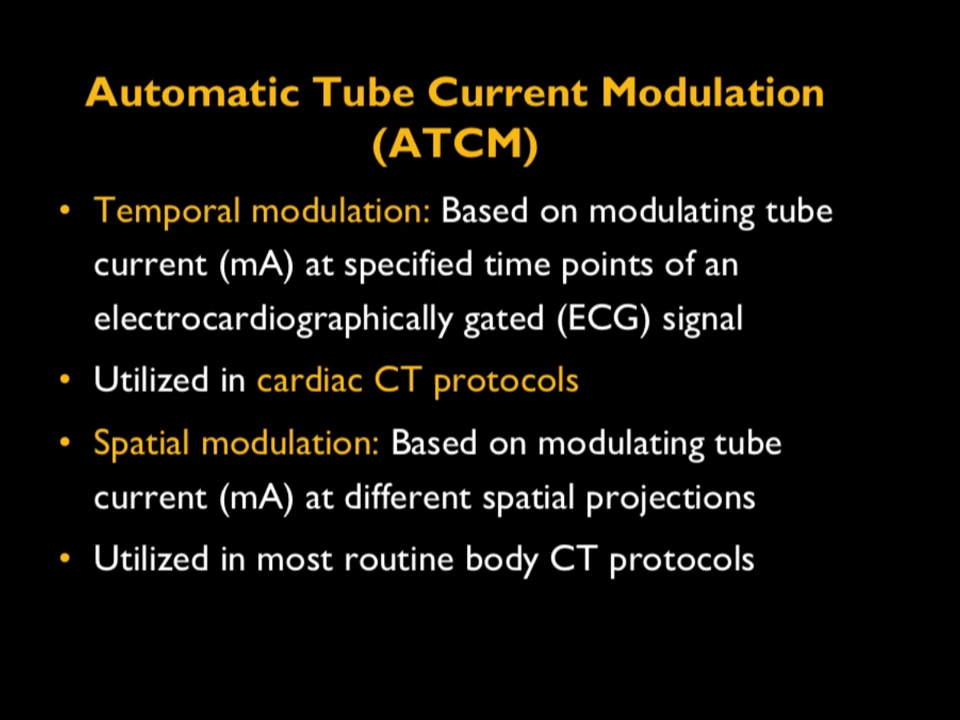 Automatic Tube Current Modulation
(ATCM)
• Temporal modulation: Based on modulating tube
current (mA) at specified time points of an
electrocardiographically gated (ECG) signal
• Utilized in cardiac CT protocols
• Spatial modulation: Based on modulating tube
current (mA) at different spatial projections
• Utilized in most routine body CT protocols